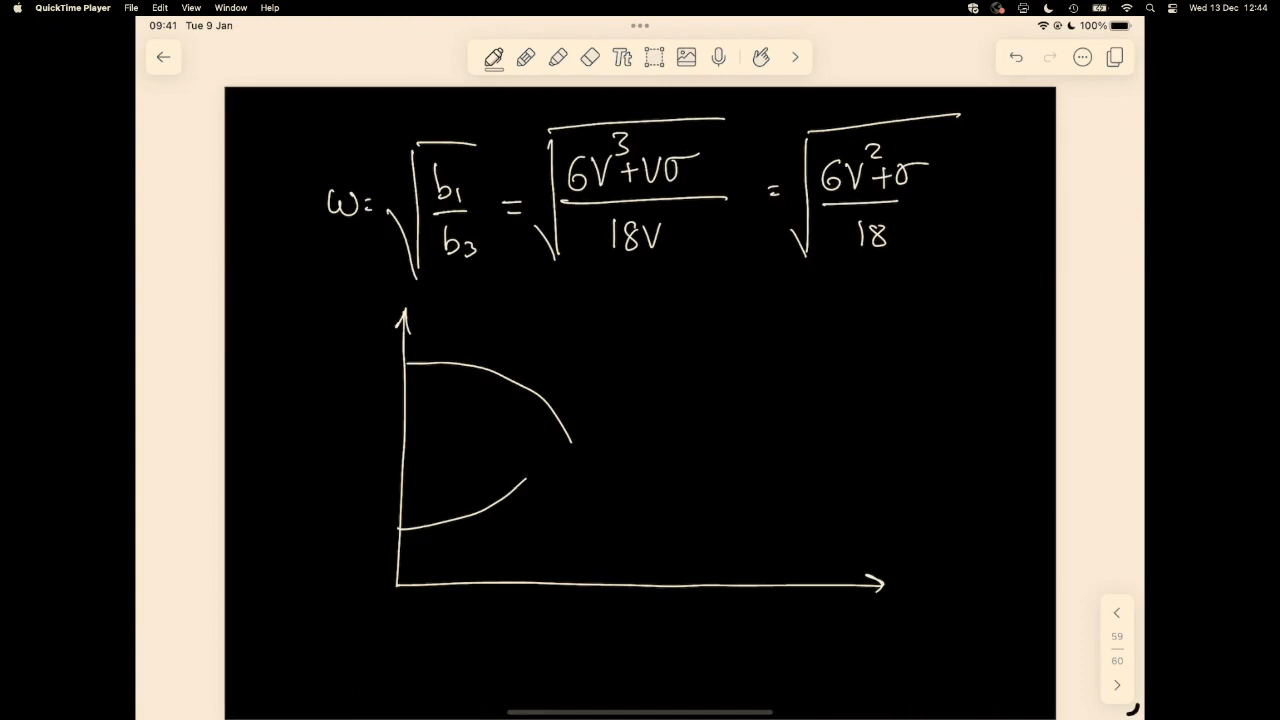 QuickTime Player File Edit View Window Help Wed 13 Dec 12:44
09:41 Tue 9 Jan 100%
Tt
ω = √(b₁/b₃) = √((6V³+Vσ)/18V) = √((6V²+σ)/18)
59
60